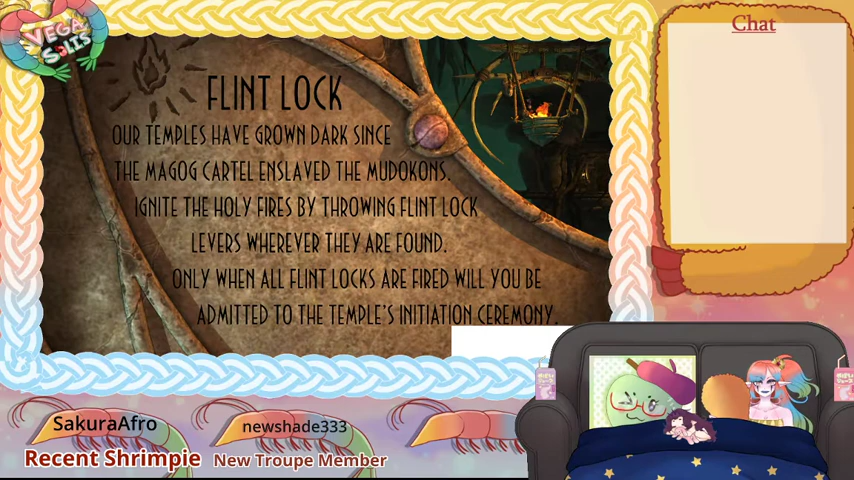 VEGA
SOLIS
Chat
FLINT LOCK
OUR TEMPLES HAVE GROWN DARK SINCE
THE MAGOG CARTEL ENSLAVED THE MUDOKONS.
IGNITE THE HOLY FIRES BY THROWING FLINT LOCK
LEVERS WHEREVER THEY ARE FOUND.
ONLY WHEN ALL FLINT LOCKS ARE FIRED WILL YOU BE
ADMITTED TO THE TEMPLE'S INITIATION CEREMONY.
SakuraAfro
newshade333
Recent Shrimpie
New Troupe Member